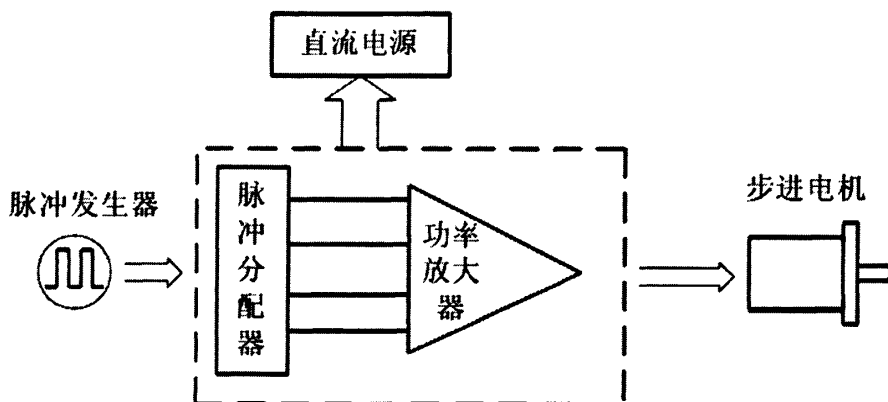 直流电源
脉冲发生器
脉
冲
分
配
器
功率
放大
器
步进电机